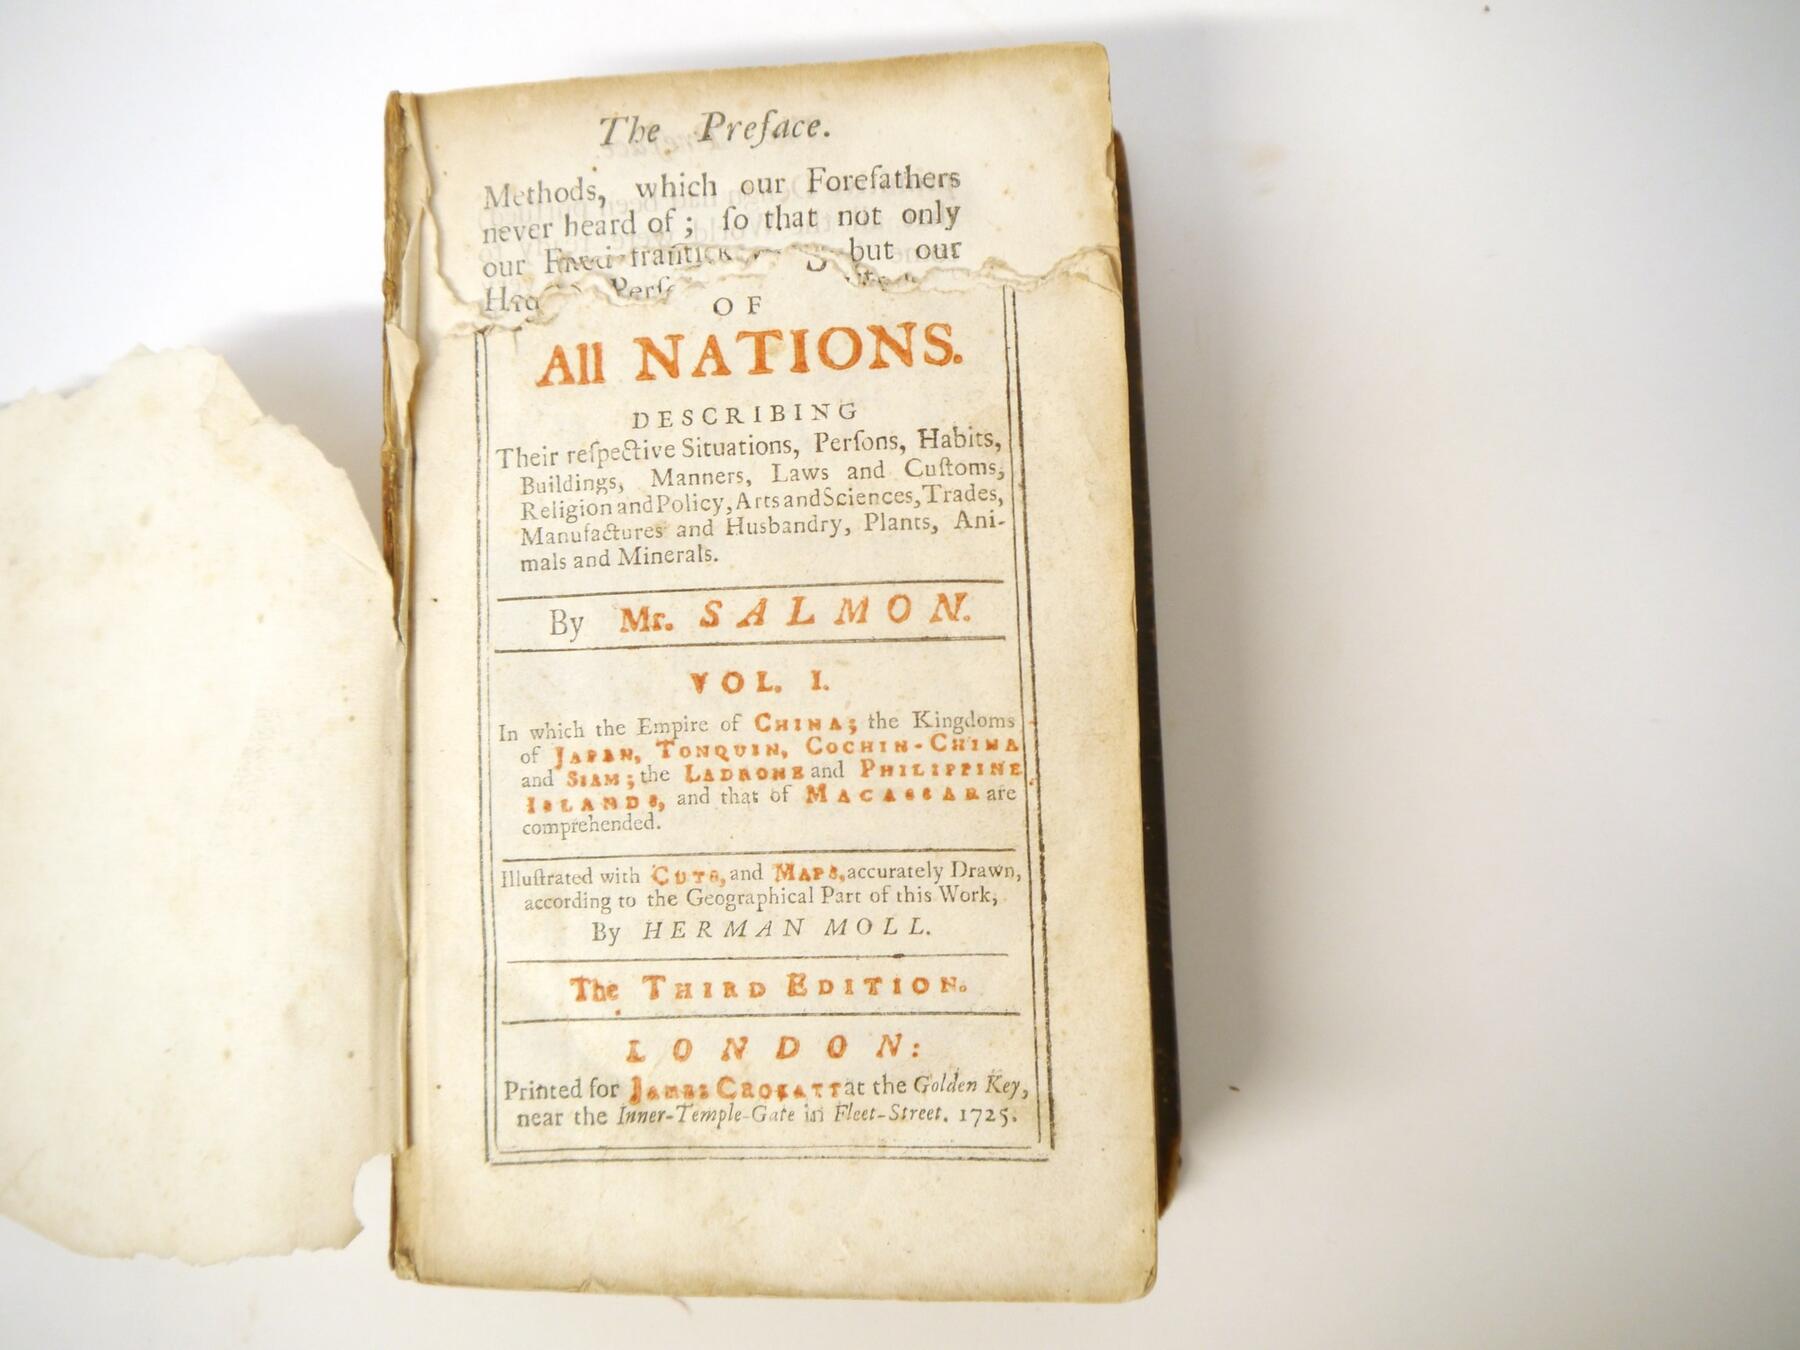 The Preface.
Methods, which our Forefathers
never heard of; ſo that not only
our but our
OF
All NATIONS.
DESCRIBING
Their reſpective Situations, Perſons, Habits,
Buildings, Manners, Laws and Cuſtoms,
Religion and Policy, Arts and Sciences, Trades,
Manufactures and Husbandry, Plants, Ani-
mals and Minerals.
By Mr. SALMON.
VOL. I.
In which the Empire of CHINA; the Kingdoms
of JAPAN, TONQUIN, COCHIN-CHINA
and SIAM; the LADRONE and PHILIPPINE
ISLANDS, and that of MACASSAR are
comprehended.
Illuſtrated with CUTS, and MAPS, accurately Drawn,
according to the Geographical Part of this Work,
By HERMAN MOLL.
The THIRD EDITION.
LONDON:
Printed for JAMES CROKATT at the Golden Key,
near the Inner-Temple-Gate in Fleet-Street. 1725.